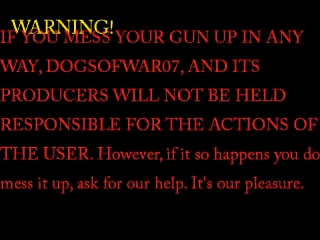 WARNING!
IF YOU MESS YOUR GUN UP IN ANY
WAY, DOGSOFWAR07, AND ITS
PRODUCERS WILL NOT BE HELD
RESPONSIBLE FOR THE ACTIONS OF
THE USER. However, if it so happens you do
mess it up, ask for our help. It's our pleasure.